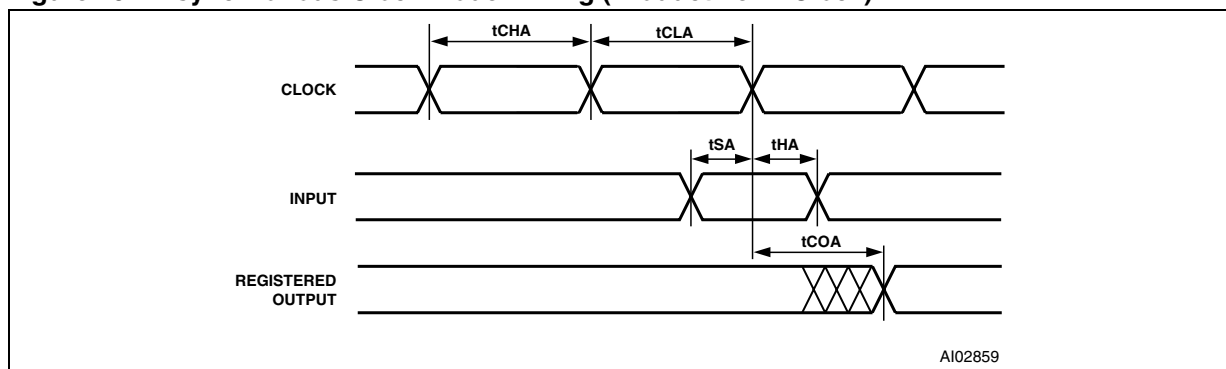 tCHA tCLA
CLOCK
tSA tHA
INPUT
tCOA
REGISTERED
OUTPUT
AI02859